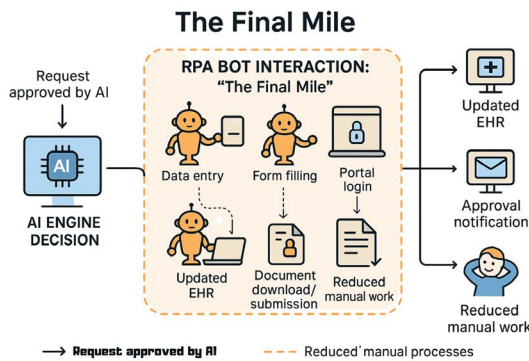 The Final Mile
Request
approved by AI
AI
AI ENGINE
DECISION
RPA BOT INTERACTION:
“The Final Mile”
Data entry
Form filling
Portal
login
Updated
EHR
Document
download/
submission
Reduced
manual work
Updated
EHR
Approval
notification
Reduced
manual work
Request approved by AI
Reduced'manual processes